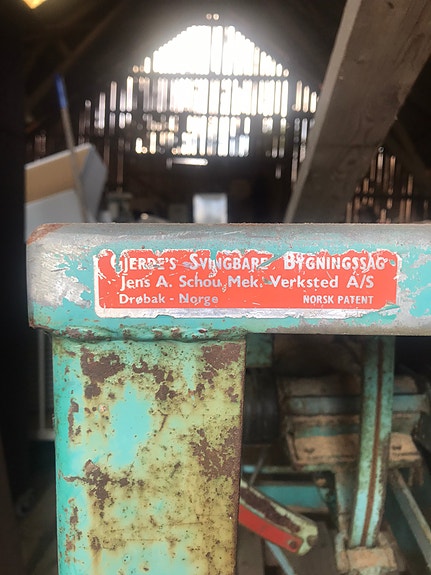 Gjerde's Svingbare Bygningssag
Jens A. Schou Mek. Verksted A/S
Drøbak - Norge NORSK PATENT